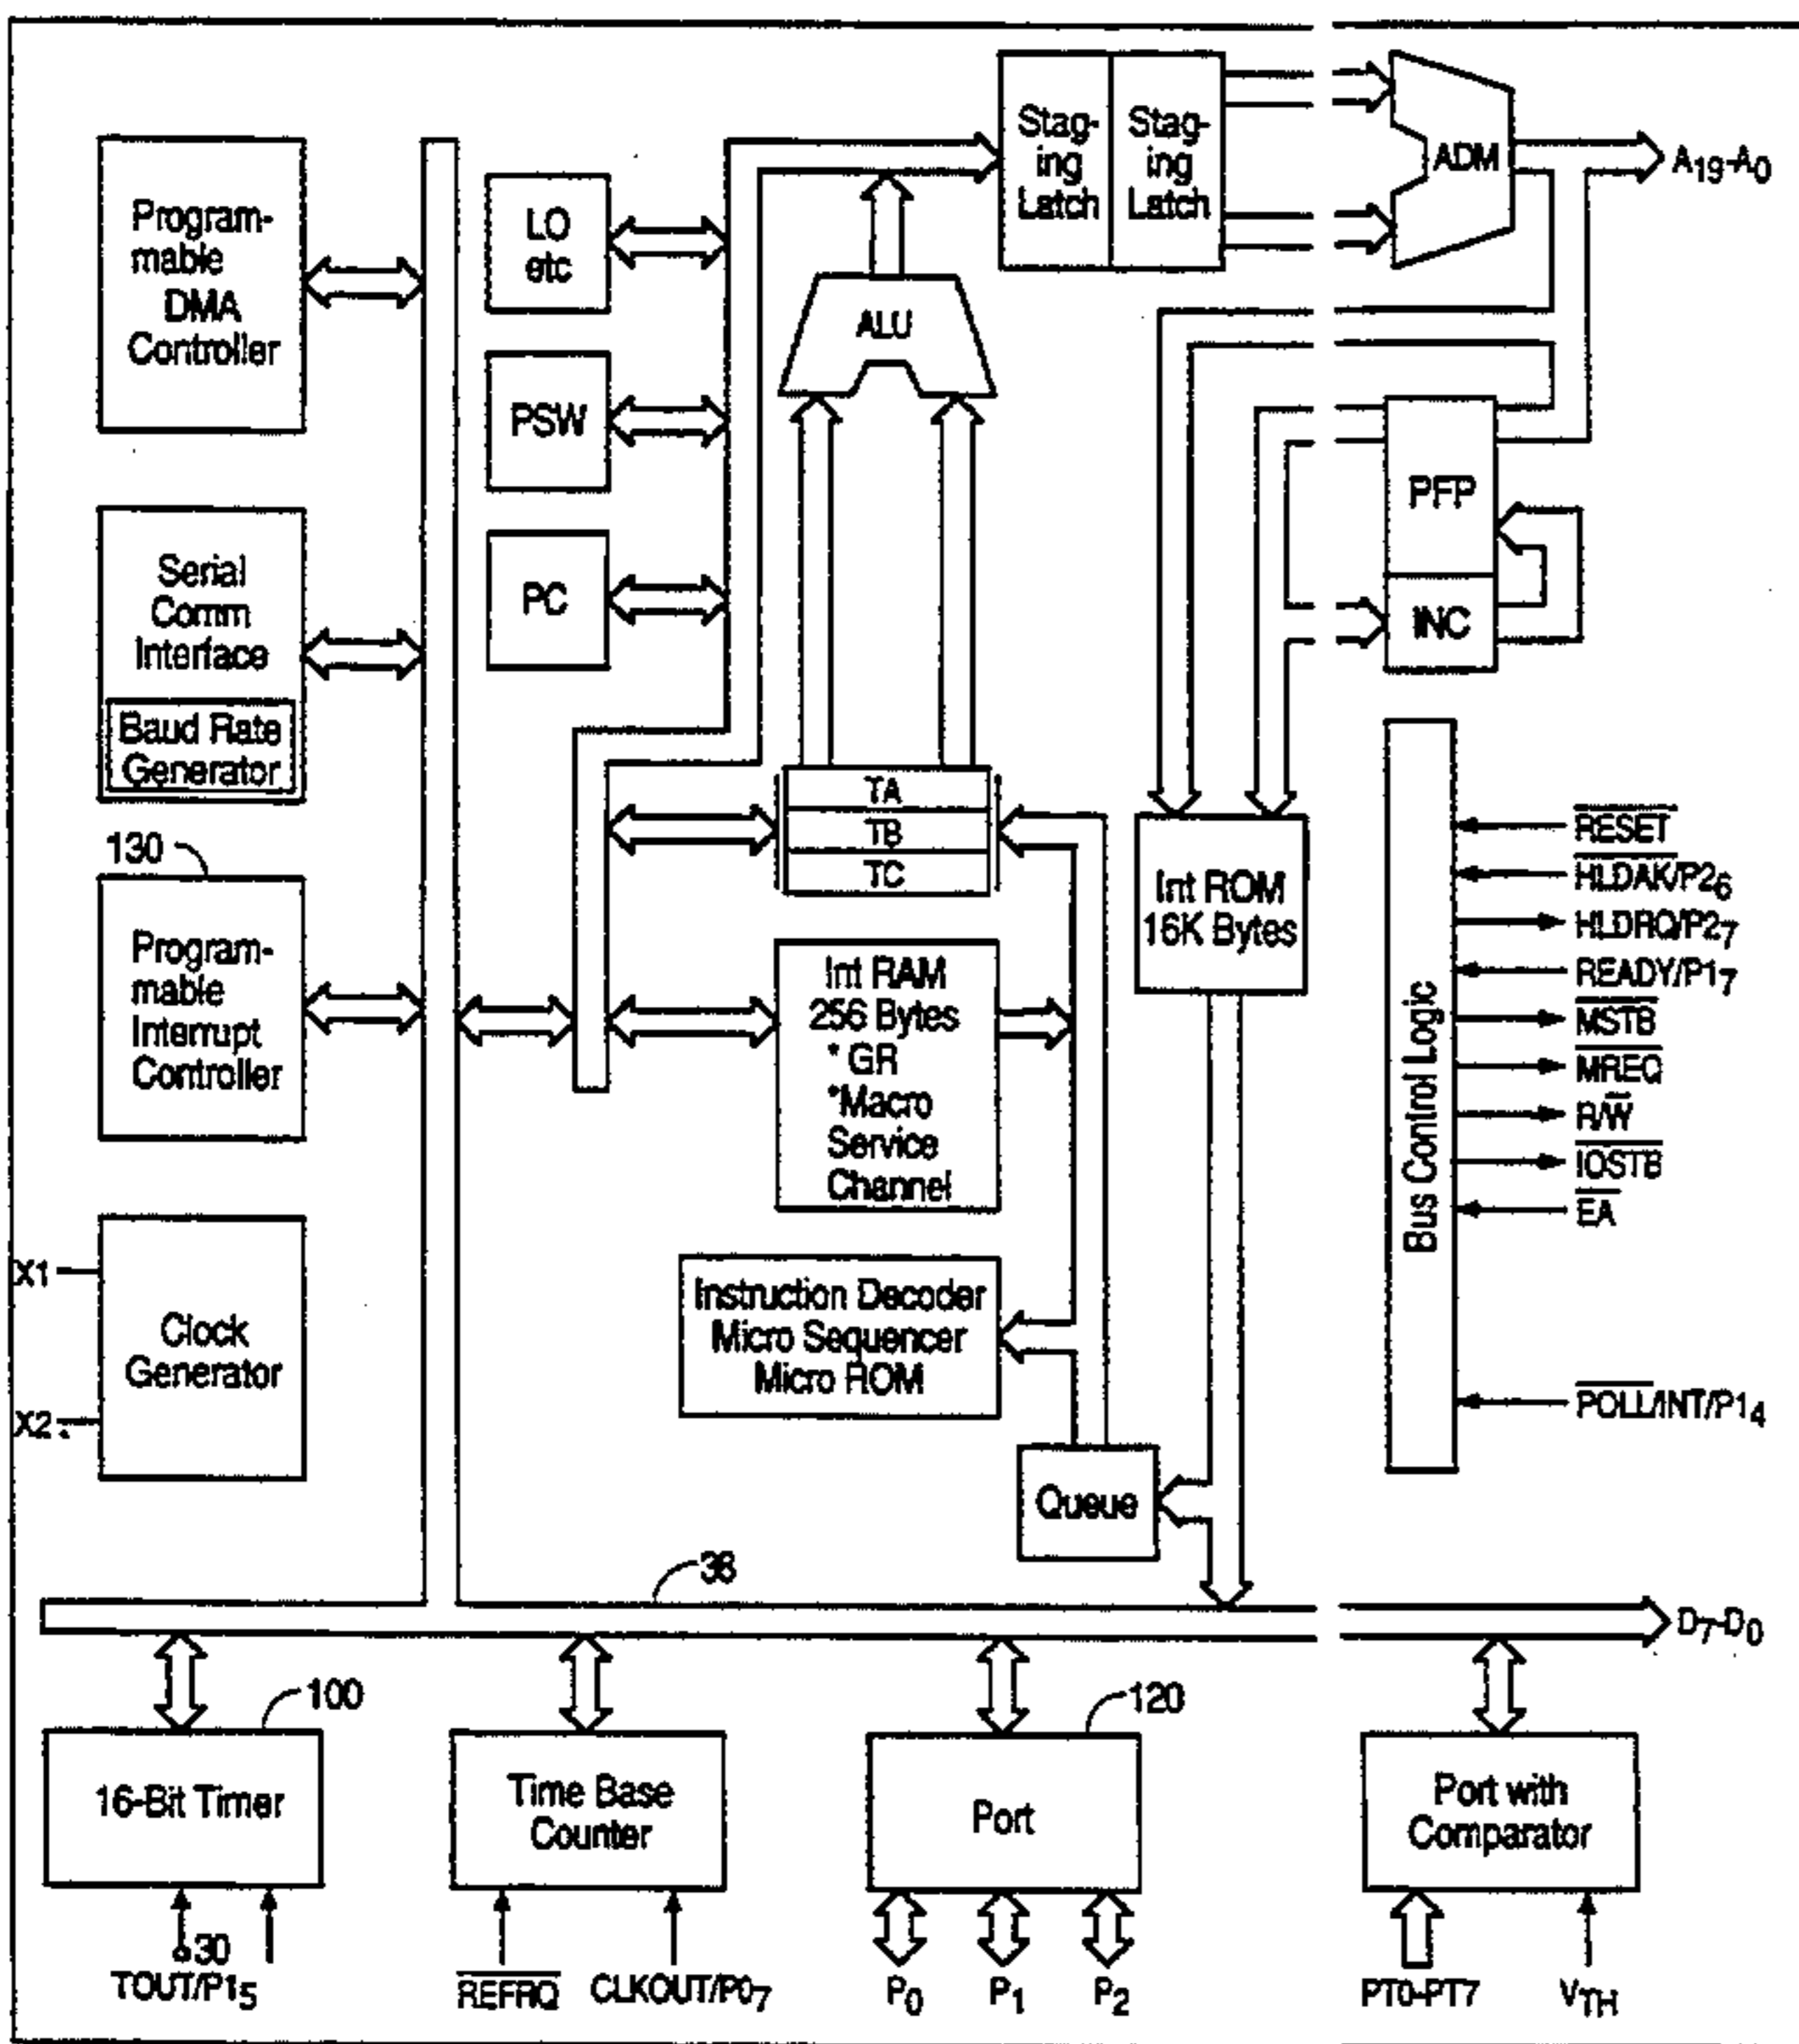 Stag-
ing
Latch
Stag-
ing
Latch
ADM
A19-A0
Program-
mable
DMA
Controller
LO
etc
ALU
PSW
PFP
Serial
Comm
Interface
PC
INC
Baud Rate
Generator
TA
TB
TC
130
Program-
mable
Interrupt
Controller
Int RAM
256 Bytes
* GR
*Macro
Service
Channel
Int ROM
16K Bytes
Bus Control Logic
RESET
HLDAK/P26
HLDRQ/P27
READY/P17
MSTB
MREQ
R/W
IOSTB
EA
POLL/INT/P14
X1
Clock
Generator
X2
Instruction Decoder
Micro Sequencer
Micro ROM
Queue
38
D7-D0
100
16-Bit Timer
Time Base
Counter
120
Port
Port with
Comparator
30
TOUT/P15
REFRQ
CLKOUT/P07
P0
P1
P2
PT0-PT7
VTH